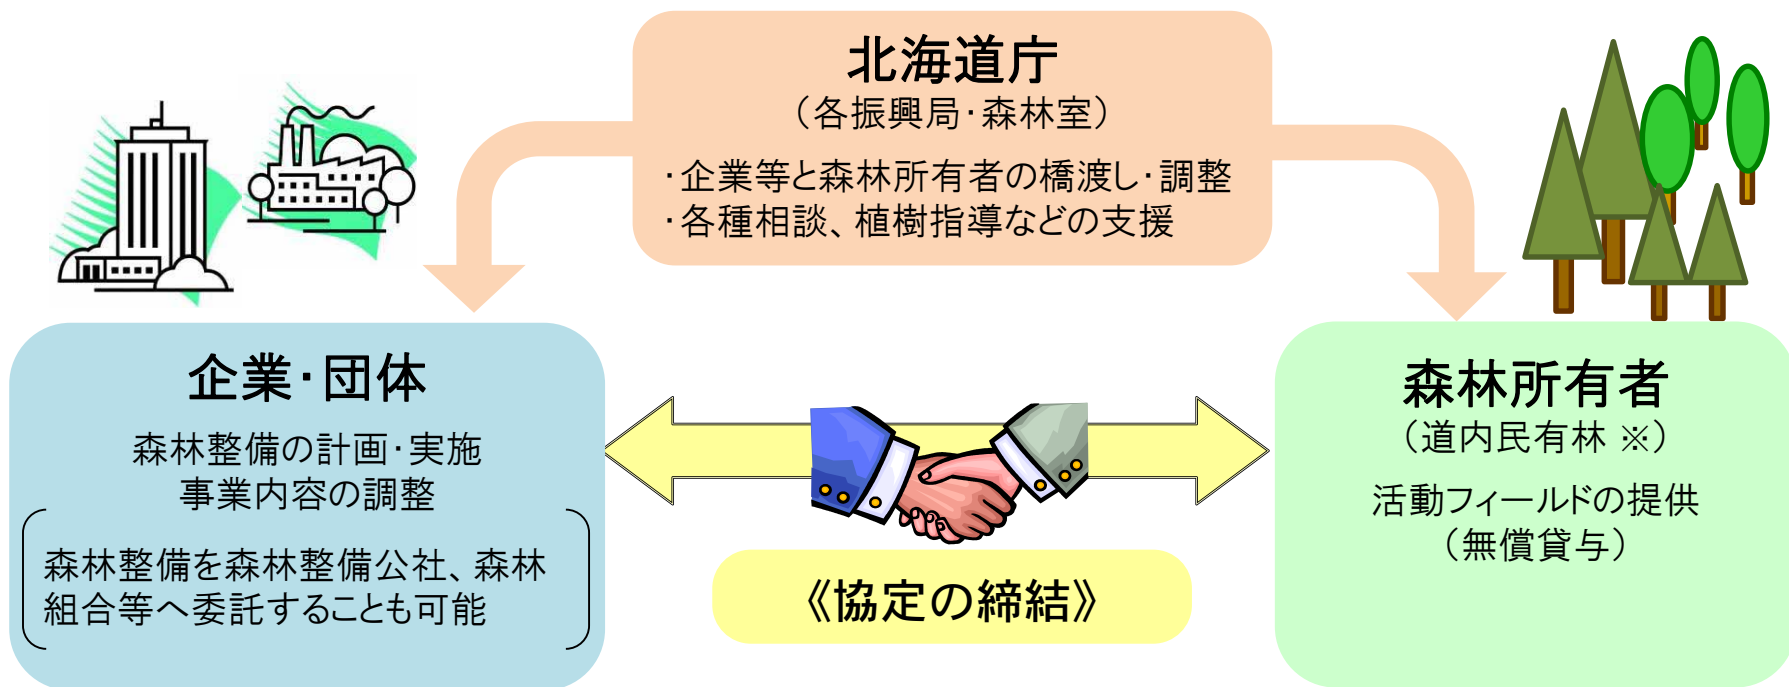 北海道庁
（各振興局･森林室）
･企業等と森林所有者の橋渡し･調整
･各種相談、植樹指導などの支援
企業･団体
森林整備の計画･実施
事業内容の調整
森林整備を森林整備公社、森林
組合等へ委託することも可能
《協定の締結》
森林所有者
（道内民有林 ※）
活動フィールドの提供
（無償貸与）